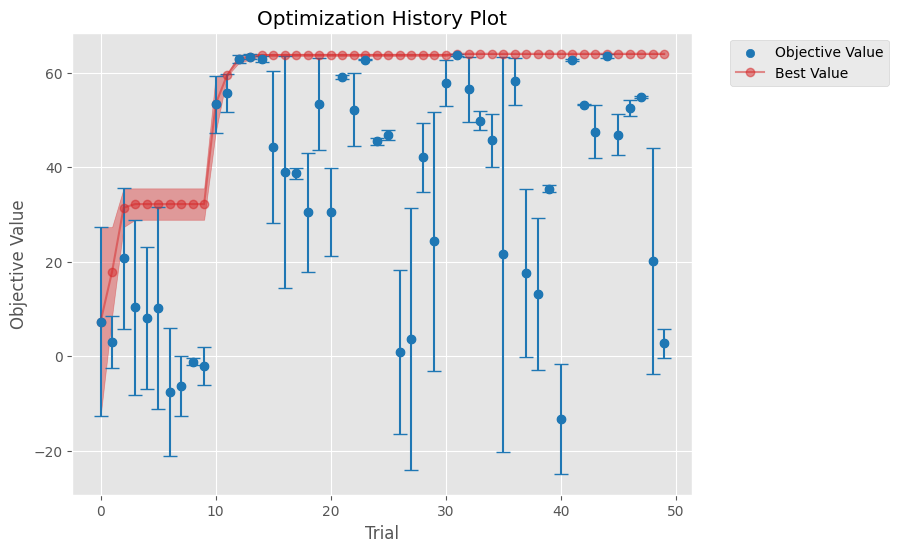 Optimization History Plot
Objective Value
60
40
20
0
−20
0 10 20 30 40 50
Trial
Objective Value
Best Value